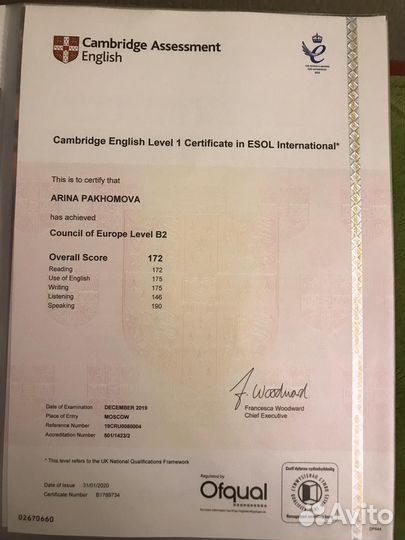 Cambridge Assessment
English
Cambridge English Level 1 Certificate in ESOL International*
This is to certify that
ARINA PAKHOMOVA
has achieved
Council of Europe Level B2
Overall Score 172
Reading 172
Use of English 175
Writing 175
Listening 146
Speaking 190
F. Woodward
Francesca Woodward
Chief Executive
Date of Examination DECEMBER 2019
Place of Entry MOSCOW
Reference Number 19CRU0080004
Accreditation Number 501/1423/2
* This level refers to the UK National Qualifications Framework
Date of Issue 31/01/2020
Certificate Number B1769734
Regulated by
Ofqual
02670660
Avito